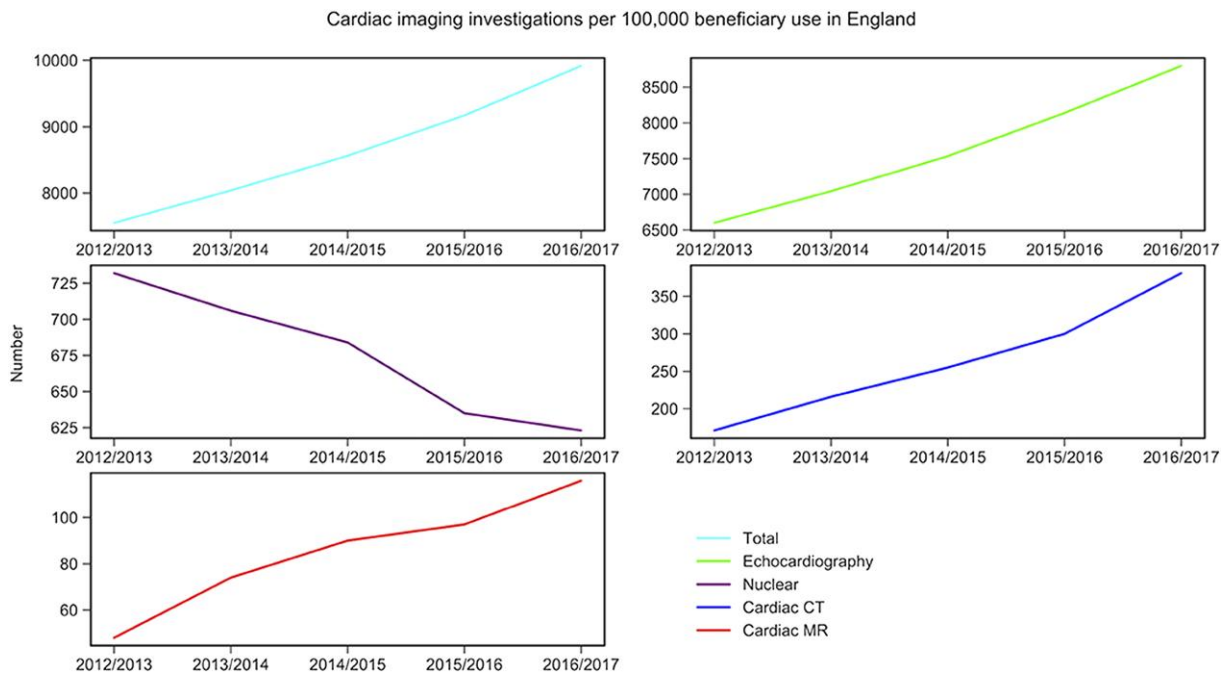 Cardiac imaging investigations per 100,000 beneficiary use in England
10000
9000
8000
2012/2013 2013/2014 2014/2015 2015/2016 2016/2017
8500
8000
7500
7000
6500
2012/2013 2013/2014 2014/2015 2015/2016 2016/2017
Number
725
700
675
650
625
2012/2013 2013/2014 2014/2015 2015/2016 2016/2017
350
300
250
200
2012/2013 2013/2014 2014/2015 2015/2016 2016/2017
100
80
60
2012/2013 2013/2014 2014/2015 2015/2016 2016/2017
Total
Echocardiography
Nuclear
Cardiac CT
Cardiac MR